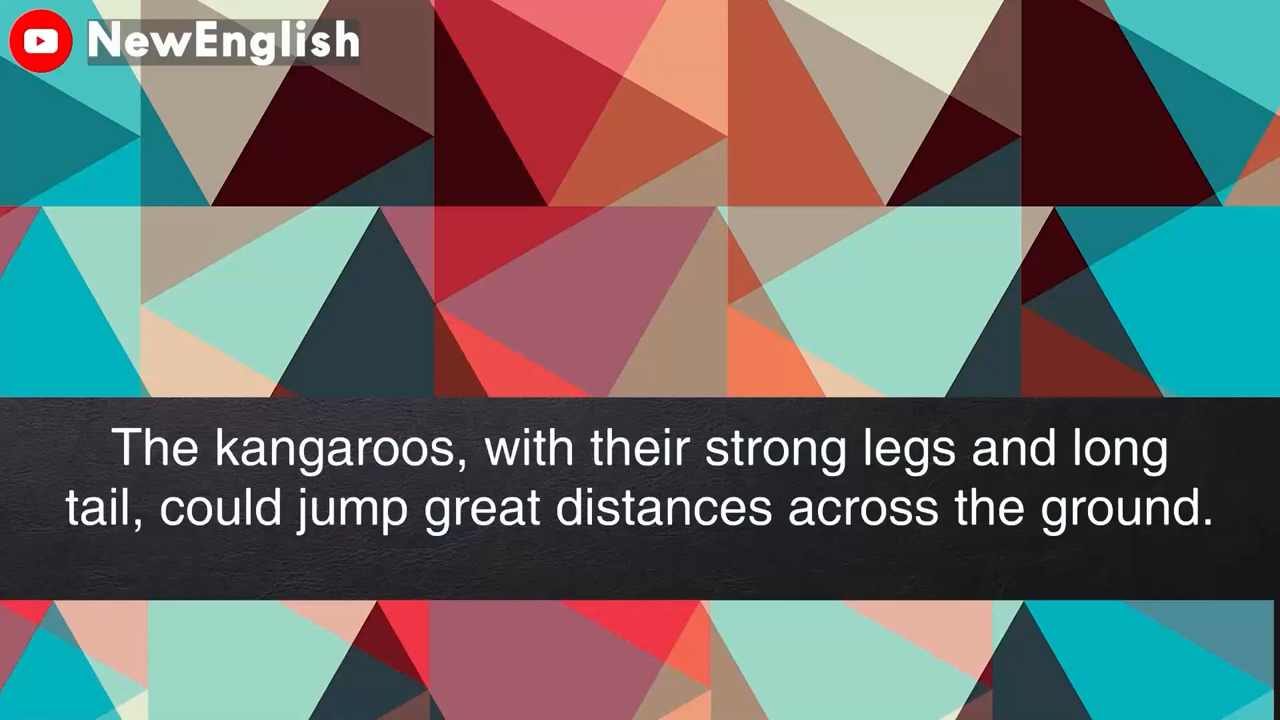 NewEnglish
The kangaroos, with their strong legs and long
tail, could jump great distances across the ground.